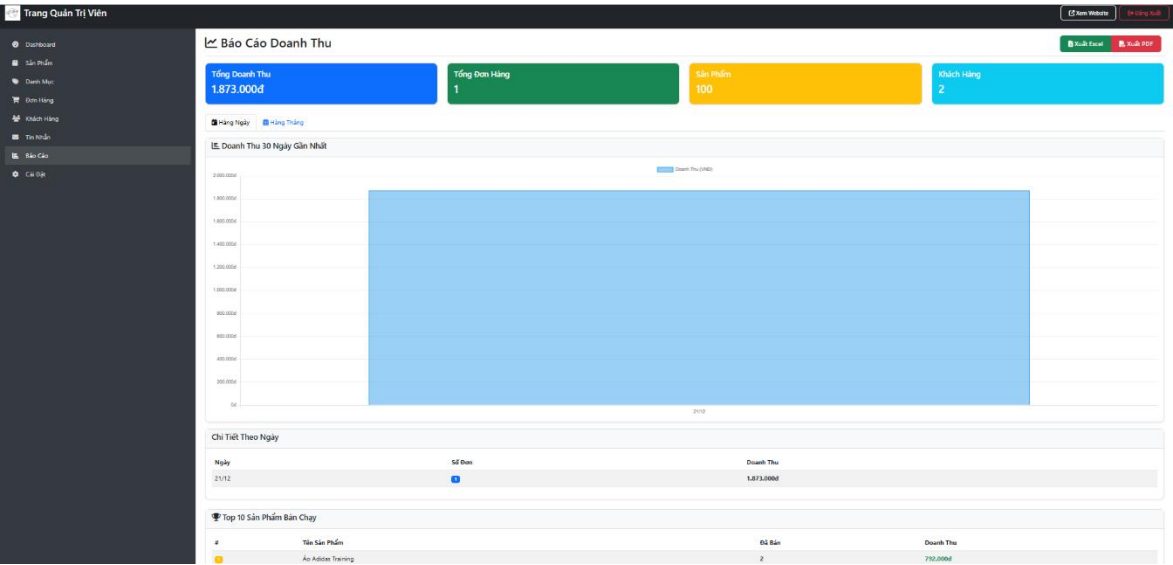 Trang Quản Trị Viên
Xem Website
Đăng Xuất
Dashboard
Sản Phẩm
Danh Mục
Đơn Hàng
Khách Hàng
Tin Nhắn
Báo Cáo
Cài Đặt
Báo Cáo Doanh Thu
Xuất Excel
Xuất PDF
Tổng Doanh Thu
1.873.000đ
Tổng Đơn Hàng
1
Sản Phẩm
100
Khách Hàng
2
Hàng Ngày
Hàng Tháng
Doanh Thu 30 Ngày Gần Nhất
Doanh Thu (VNĐ)
2.000.000đ
1.800.000đ
1.600.000đ
1.400.000đ
1.200.000đ
1.000.000đ
800.000đ
600.000đ
400.000đ
200.000đ
0đ
21/12
Chi Tiết Theo Ngày
Ngày Số Đơn Doanh Thu
21/12 1 1.873.000đ
Top 10 Sản Phẩm Bán Chạy
# Tên Sản Phẩm Đã Bán Doanh Thu
1 Áo Adidas Training 2 792.000đ